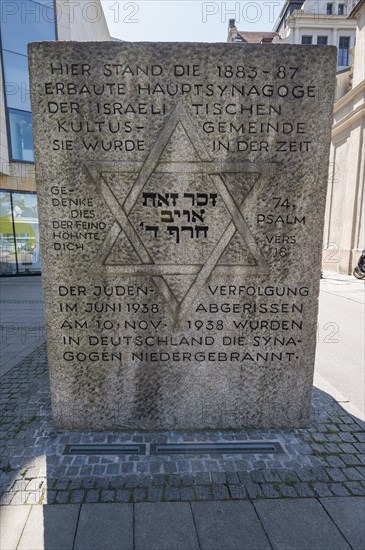 HIER STAND DIE 1883-87
ERBAUTE HAUPTSYNAGOGE
DER ISRAELITISCHEN
KULTUS- GEMEINDE
SIE WURDE IN DER ZEIT
GE-
DENKE
DIES
DER FEIND
HÖHNTE
DICH
זכר זאת
אויב
חרף ד'
74.
PSALM
VERS
18
DER JUDEN- VERFOLGUNG
IM JUNI 1938 ABGERISSEN
AM 10. NOV. 1938 WURDEN
IN DEUTSCHLAND DIE SYNA-
GOGEN NIEDERGEBRANNT.